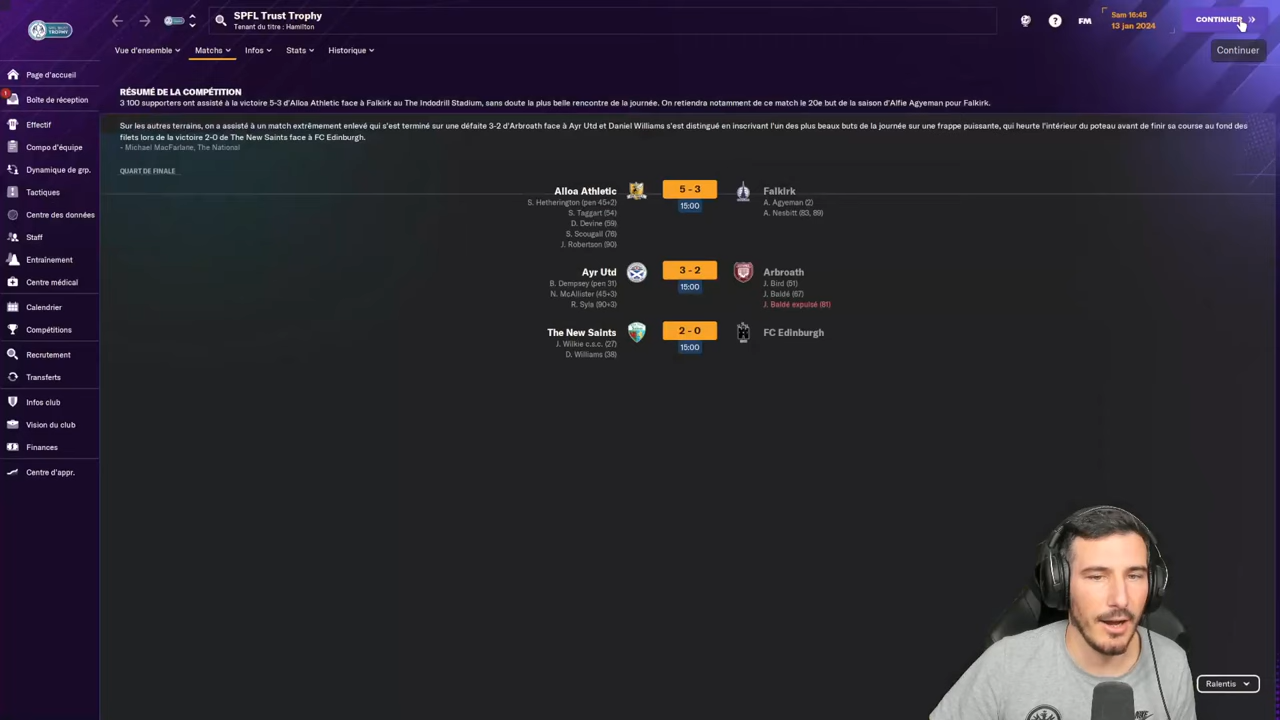 SPFL Trust Trophy
Tenant du titre : Hamilton
FM
Sam 16:45
13 jan 2024
CONTINUER
Continuer
Vue d'ensemble
Matchs
Infos
Stats
Historique
Page d'accueil
1
Boîte de réception
Effectif
Compo d'équipe
Dynamique de grp.
Tactiques
Centre des données
Staff
Entraînement
Centre médical
Calendrier
Compétitions
Recrutement
Transferts
Infos club
Vision du club
Finances
Centre d'appr.
RÉSUMÉ DE LA COMPÉTITION
3 100 supporters ont assisté à la victoire 5-3 d'Alloa Athletic face à Falkirk au The Indodrill Stadium, sans doute la plus belle rencontre de la journée. On retiendra notamment de ce match le 20e but de la saison d'Alfie Agyeman pour Falkirk.
Sur les autres terrains, on a assisté à un match extrêmement enlevé qui s'est terminé sur une défaite 3-2 d'Arbroath face à Ayr Utd et Daniel Williams s'est distingué en inscrivant l'un des plus beaux buts de la journée sur une frappe puissante, qui heurte l'intérieur du poteau avant de finir sa course au fond des
filets lors de la victoire 2-0 de The New Saints face à FC Edinburgh.
- Michael MacFarlane, The National
QUART DE FINALE
Alloa Athletic 5 - 3 Falkirk
15:00
S. Hetherington (pen 45+2)
S. Taggart (54)
D. Devine (59)
S. Scougall (76)
J. Robertson (90)
A. Agyeman (2)
A. Nesbitt (83, 89)
Ayr Utd 3 - 2 Arbroath
15:00
B. Dempsey (pen 31)
N. McAllister (45+3)
R. Syla (90+3)
J. Bird (51)
J. Baldé (67)
J. Baldé expulsé (81)
The New Saints 2 - 0 FC Edinburgh
15:00
J. Wilkie c.s.c. (27)
D. Williams (38)
Ralentis